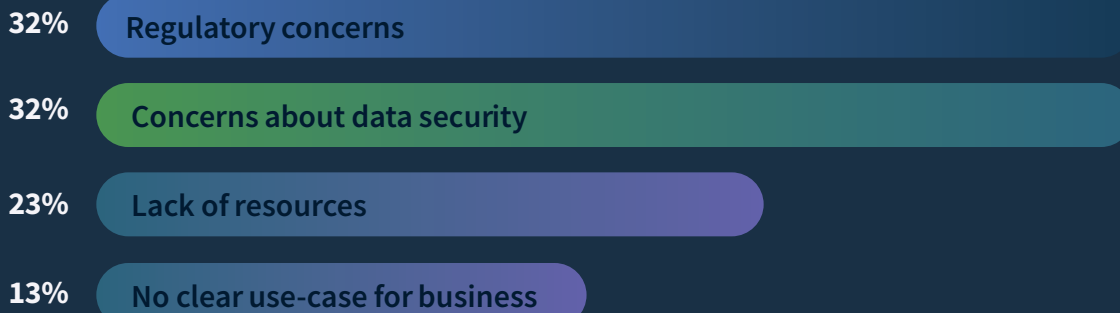 32% Regulatory concerns
32% Concerns about data security
23% Lack of resources
13% No clear use-case for business